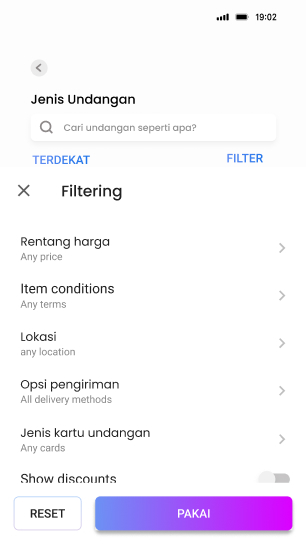 19:02
Jenis Undangan
Cari undangan seperti apa?
TERDEKAT
FILTER
Filtering
Rentang harga
Any price
Item conditions
Any terms
Lokasi
any location
Opsi pengiriman
All delivery methods
Jenis kartu undangan
Any cards
Show discounts
RESET
PAKAI